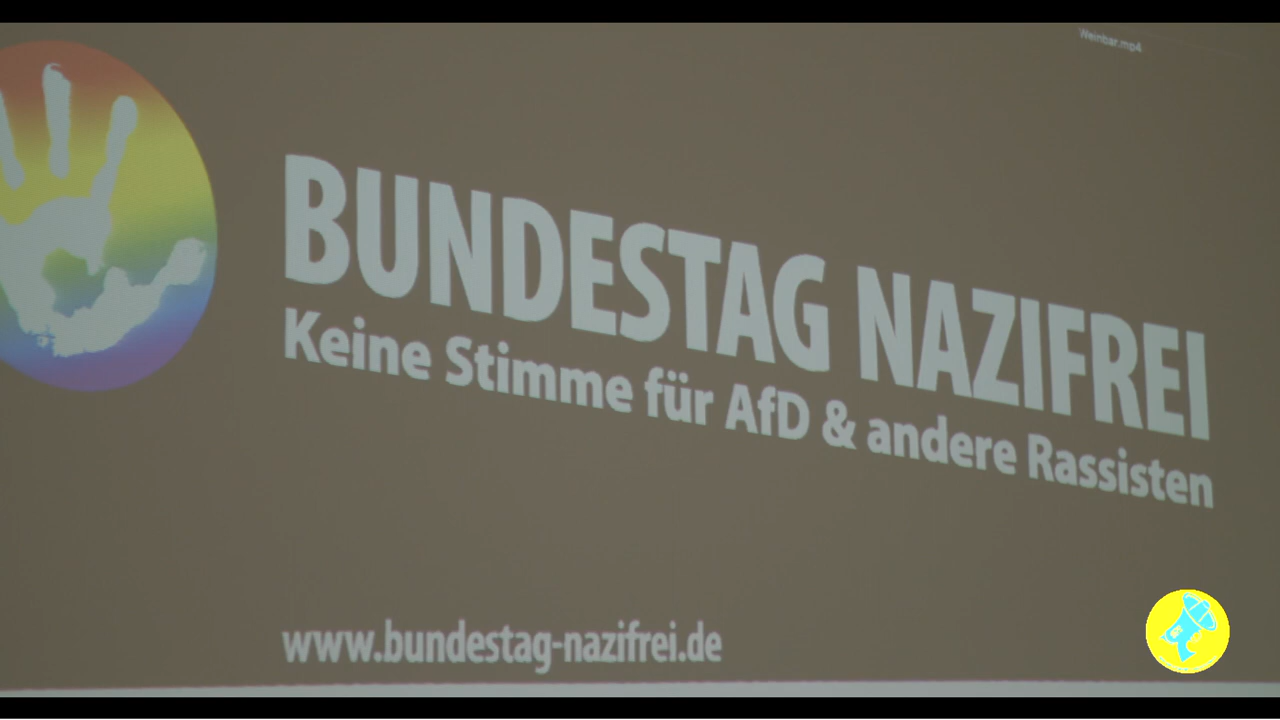 Weinbar.mp4
BUNDESTAG NAZIFREI
Keine Stimme für AfD & andere Rassisten
www.bundestag-nazifrei.de